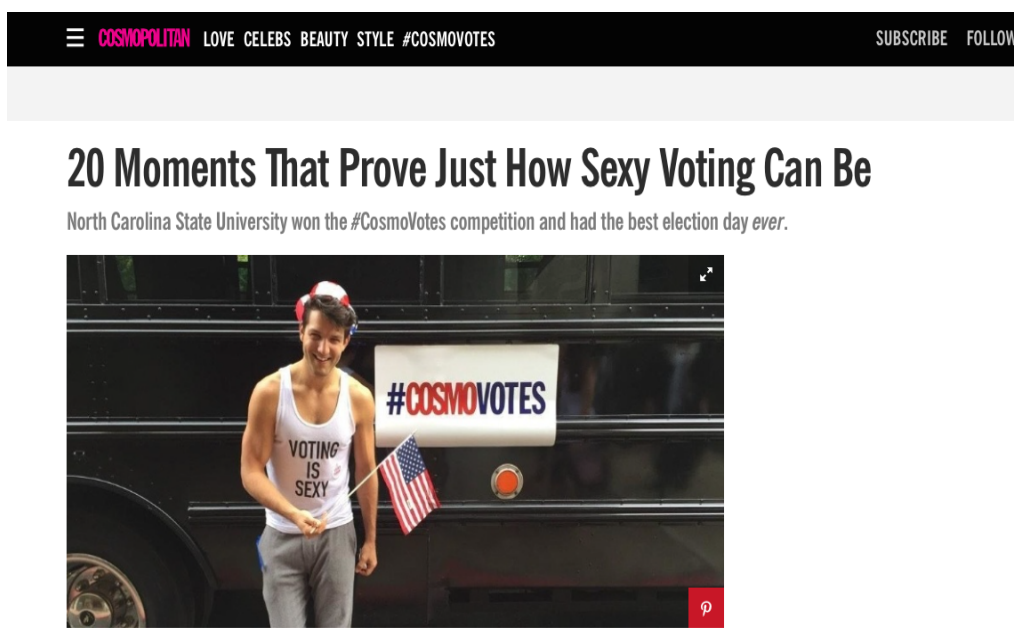 COSMOPOLITAN LOVE CELEBS BEAUTY STYLE #COSMOVOTES SUBSCRIBE FOLLOW
20 Moments That Prove Just How Sexy Voting Can Be
North Carolina State University won the #CosmoVotes competition and had the best election day ever.
#COSMOVOTES
VOTING
IS
SEXY